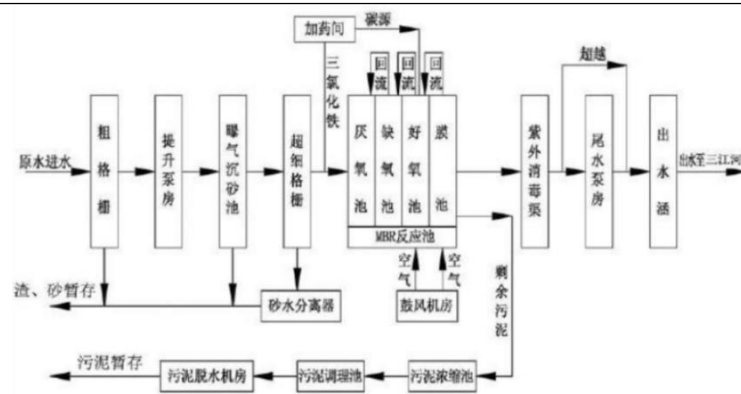 加药间
碳源
三氯化铁
回流
回流
回流
超越
原水进水
粗格栅
提升泵房
曝气沉砂池
超细格栅
厌氧池
缺氧池
好氧池
膜池
MBR反应池
紫外消毒渠
尾水泵房
出水涵
出水至三江河
空气
空气
剩余污泥
渣、砂暂存
砂水分离器
鼓风机房
污泥暂存
污泥脱水机房
污泥调理池
污泥浓缩池